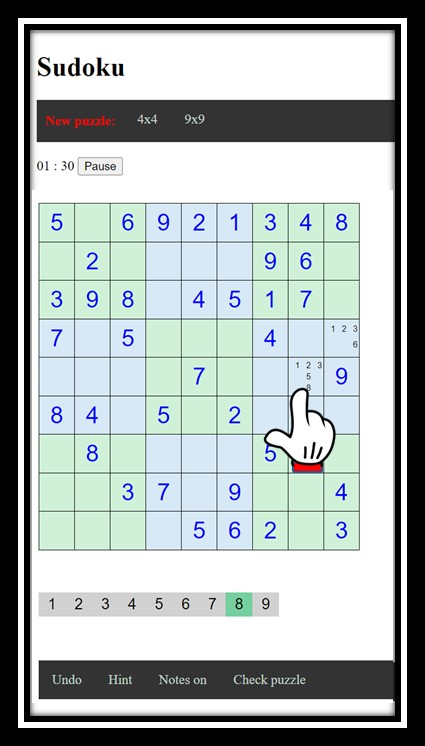 Sudoku
New puzzle: 4x4 9x9
01 : 30 Pause
5 6 9 2 1 3 4 8
2 9 6
3 9 8 4 5 1 7
7 5 4 1 2 3 6
7 1 2 3 5 8 9
8 4 5 2
8 5
3 7 9 4
5 6 2 3
1 2 3 4 5 6 7 8 9
Undo Hint Notes on Check puzzle